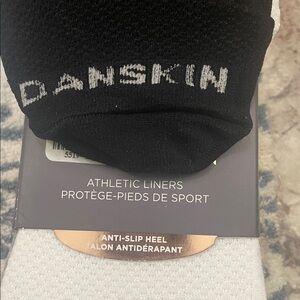 DANSKIN
ATHLETIC LINERS
PROTÈGE-PIEDS DE SPORT
ANTI-SLIP HEEL
TALON ANTIDÉRAPANT